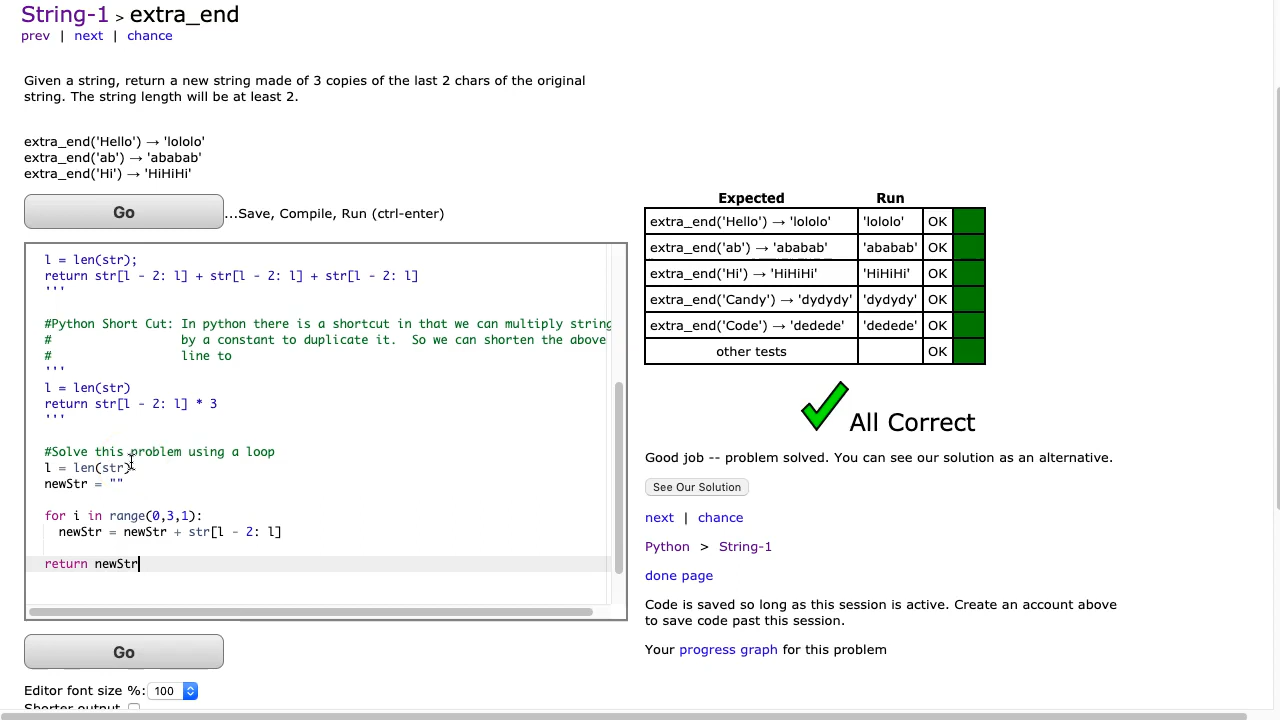 String-1 > extra_end
prev | next | chance
Given a string, return a new string made of 3 copies of the last 2 chars of the original
string. The string length will be at least 2.
extra_end('Hello') → 'lololo'
extra_end('ab') → 'ababab'
extra_end('Hi') → 'HiHiHi'
Go ...Save, Compile, Run (ctrl-enter)
l = len(str);
return str[l - 2: l] + str[l - 2: l] + str[l - 2: l]
'''
#Python Short Cut: In python there is a shortcut in that we can multiply string
# by a constant to duplicate it. So we can shorten the above
# line to
'''
l = len(str)
return str[l - 2: l] * 3
'''
#Solve this problem using a loop
l = len(str)
newStr = ""
for i in range(0,3,1):
newStr = newStr + str[l - 2: l]
return newStr
Go
Editor font size %: 100
Shorter output
Expected Run
extra_end('Hello') → 'lololo' 'lololo' OK
extra_end('ab') → 'ababab' 'ababab' OK
extra_end('Hi') → 'HiHiHi' 'HiHiHi' OK
extra_end('Candy') → 'dydydy' 'dydydy' OK
extra_end('Code') → 'dedede' 'dedede' OK
other tests OK
All Correct
Good job -- problem solved. You can see our solution as an alternative.
See Our Solution
next | chance
Python > String-1
done page
Code is saved so long as this session is active. Create an account above
to save code past this session.
Your progress graph for this problem